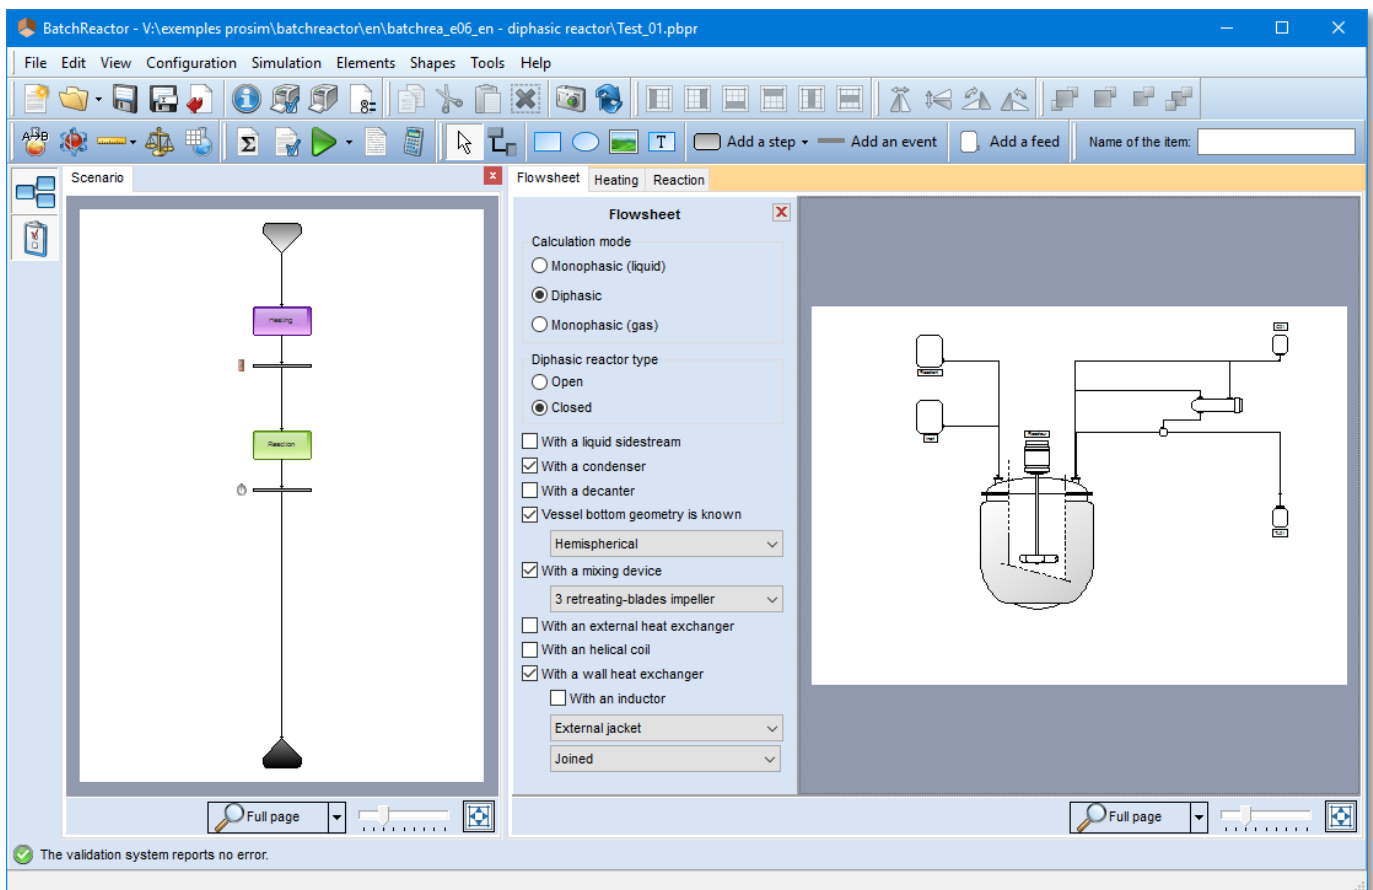 BatchReactor - V:\exemples prosim\batchreactor\en\batchrea_e06_en - diphasic reactor\Test_01.pbpr
File Edit View Configuration Simulation Elements Shapes Tools Help
Add a step Add an event Add a feed Name of the item:
Scenario
Flowsheet Heating Reaction
Heating
Reaction
Flowsheet
Calculation mode
Monophasic (liquid)
Diphasic
Monophasic (gas)
Diphasic reactor type
Open
Closed
With a liquid sidestream
With a condenser
With a decanter
Vessel bottom geometry is known
Hemispherical
With a mixing device
3 retreating-blades impeller
With an external heat exchanger
With an helical coil
With a wall heat exchanger
With an inductor
External jacket
Joined
Full page
Full page
The validation system reports no error.